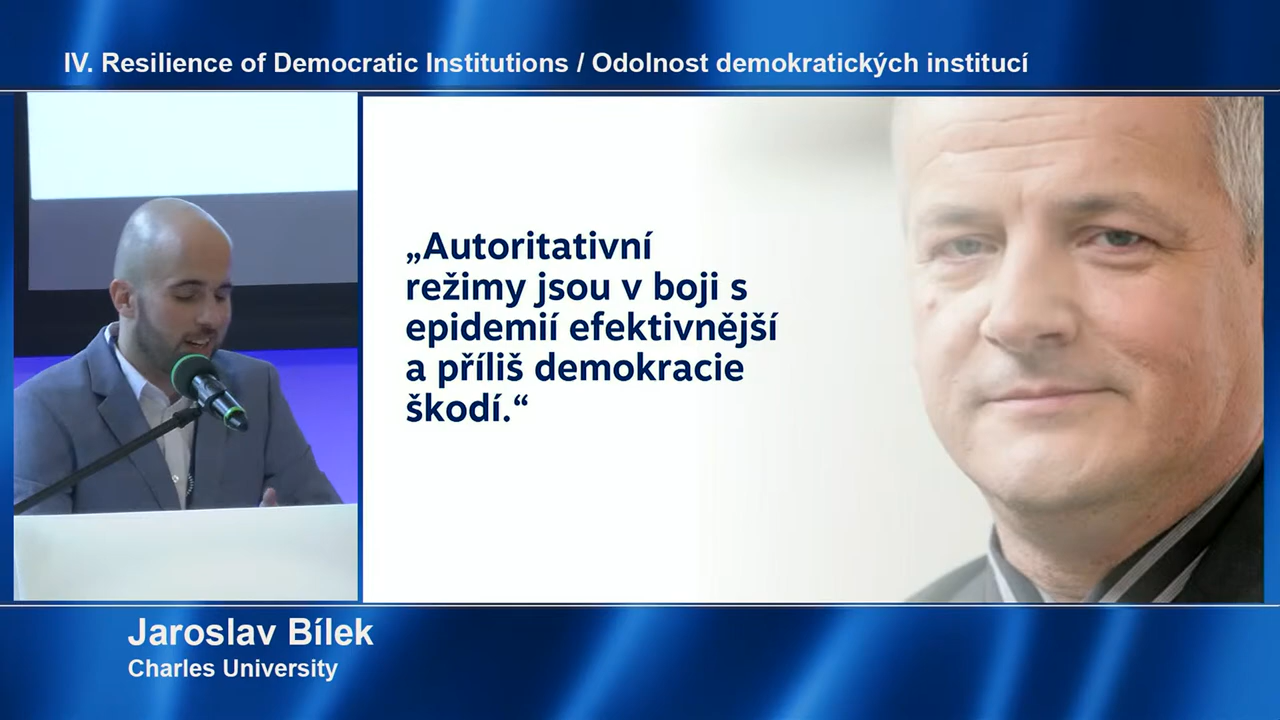 IV. Resilience of Democratic Institutions / Odolnost demokratických institucí
„Autoritativní
režimy jsou v boji s
epidemií efektivnější
a příliš demokracie
škodí.“
Jaroslav Bílek
Charles University